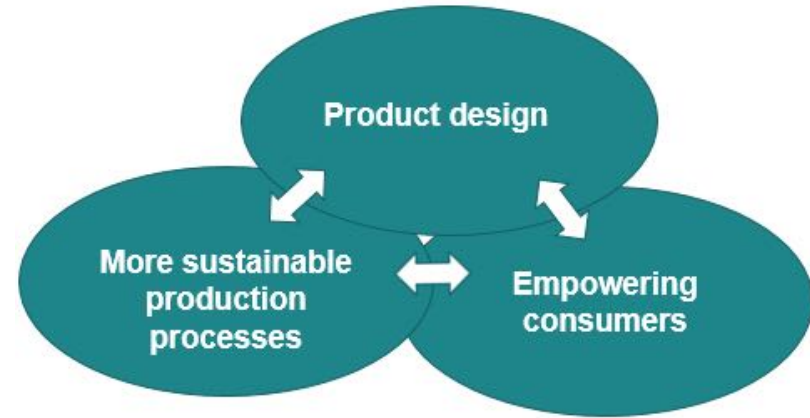 Product design
More sustainable
production
processes
Empowering
consumers